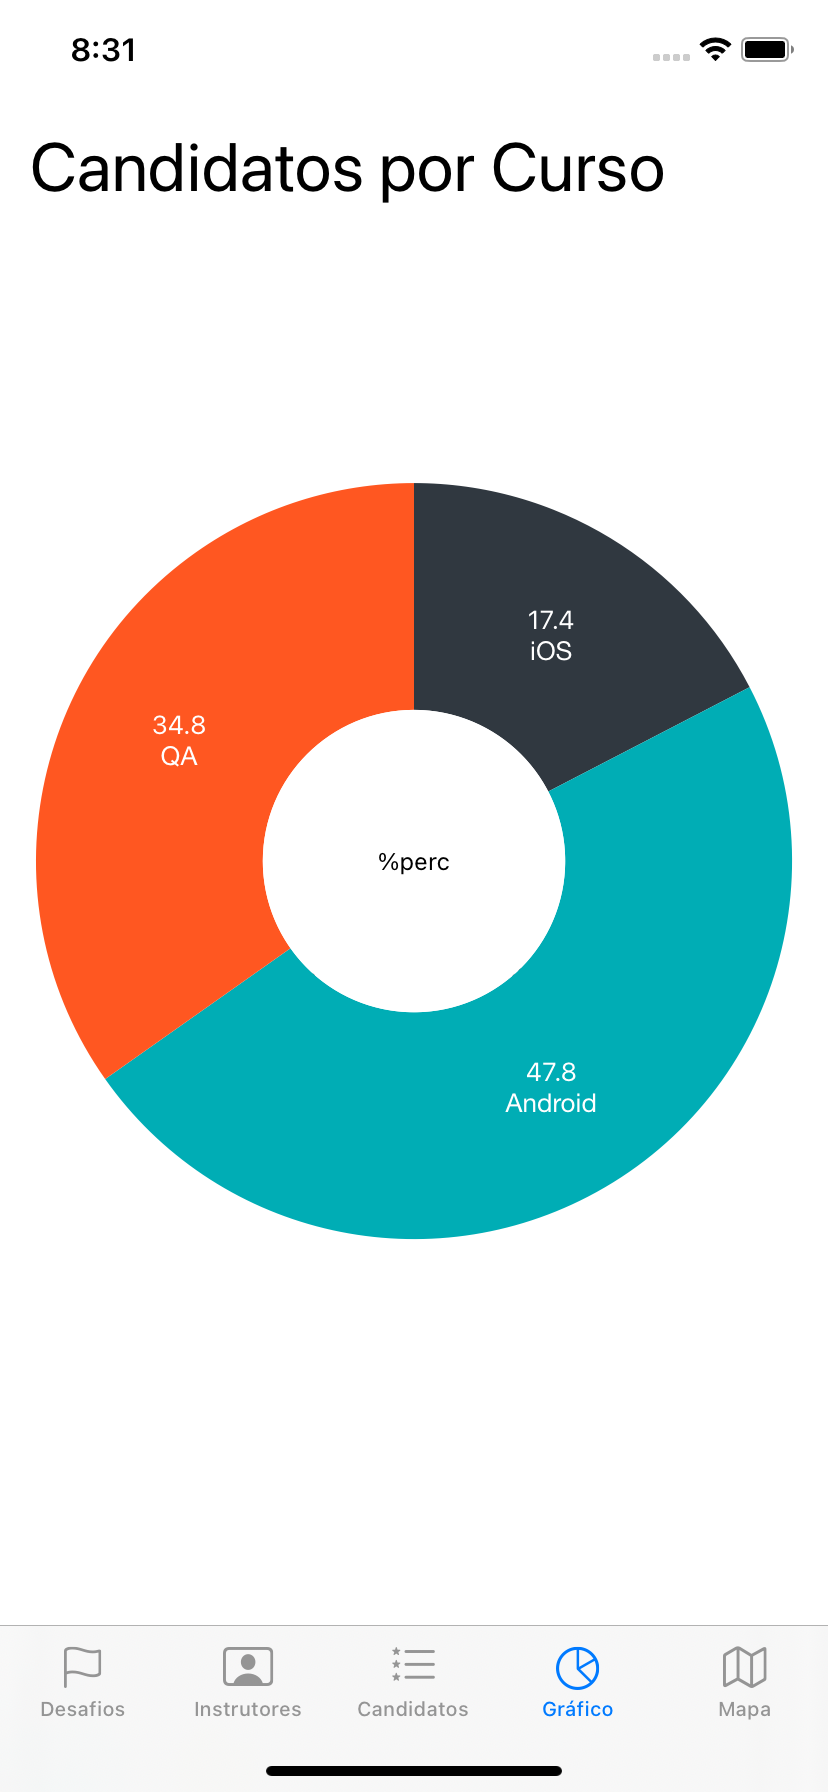 8:31
Candidatos por Curso
17.4
iOS
34.8
QA
%perc
47.8
Android
Desafios
Instrutores
Candidatos
Gráfico
Mapa